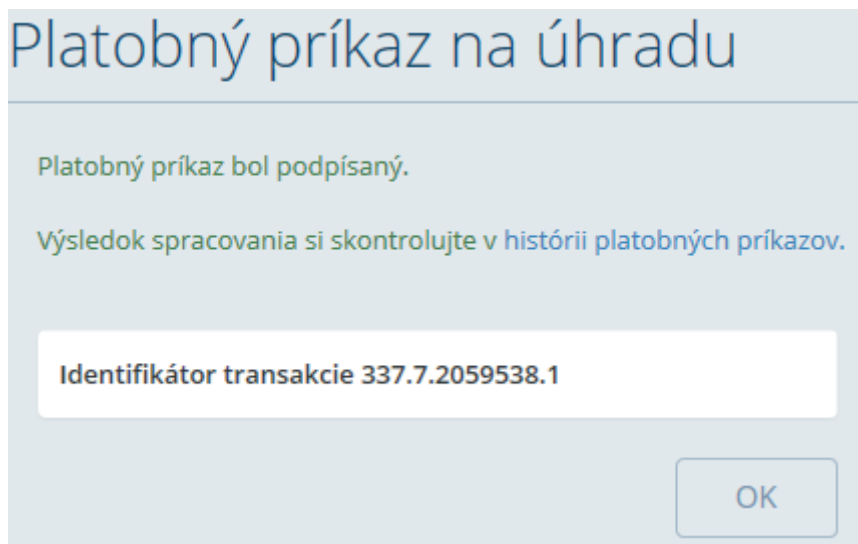 Platobný príkaz na úhradu
Platobný príkaz bol podpísaný.
Výsledok spracovania si skontrolujte v histórii platobných príkazov.
Identifikátor transakcie 337.7.2059538.1
OK